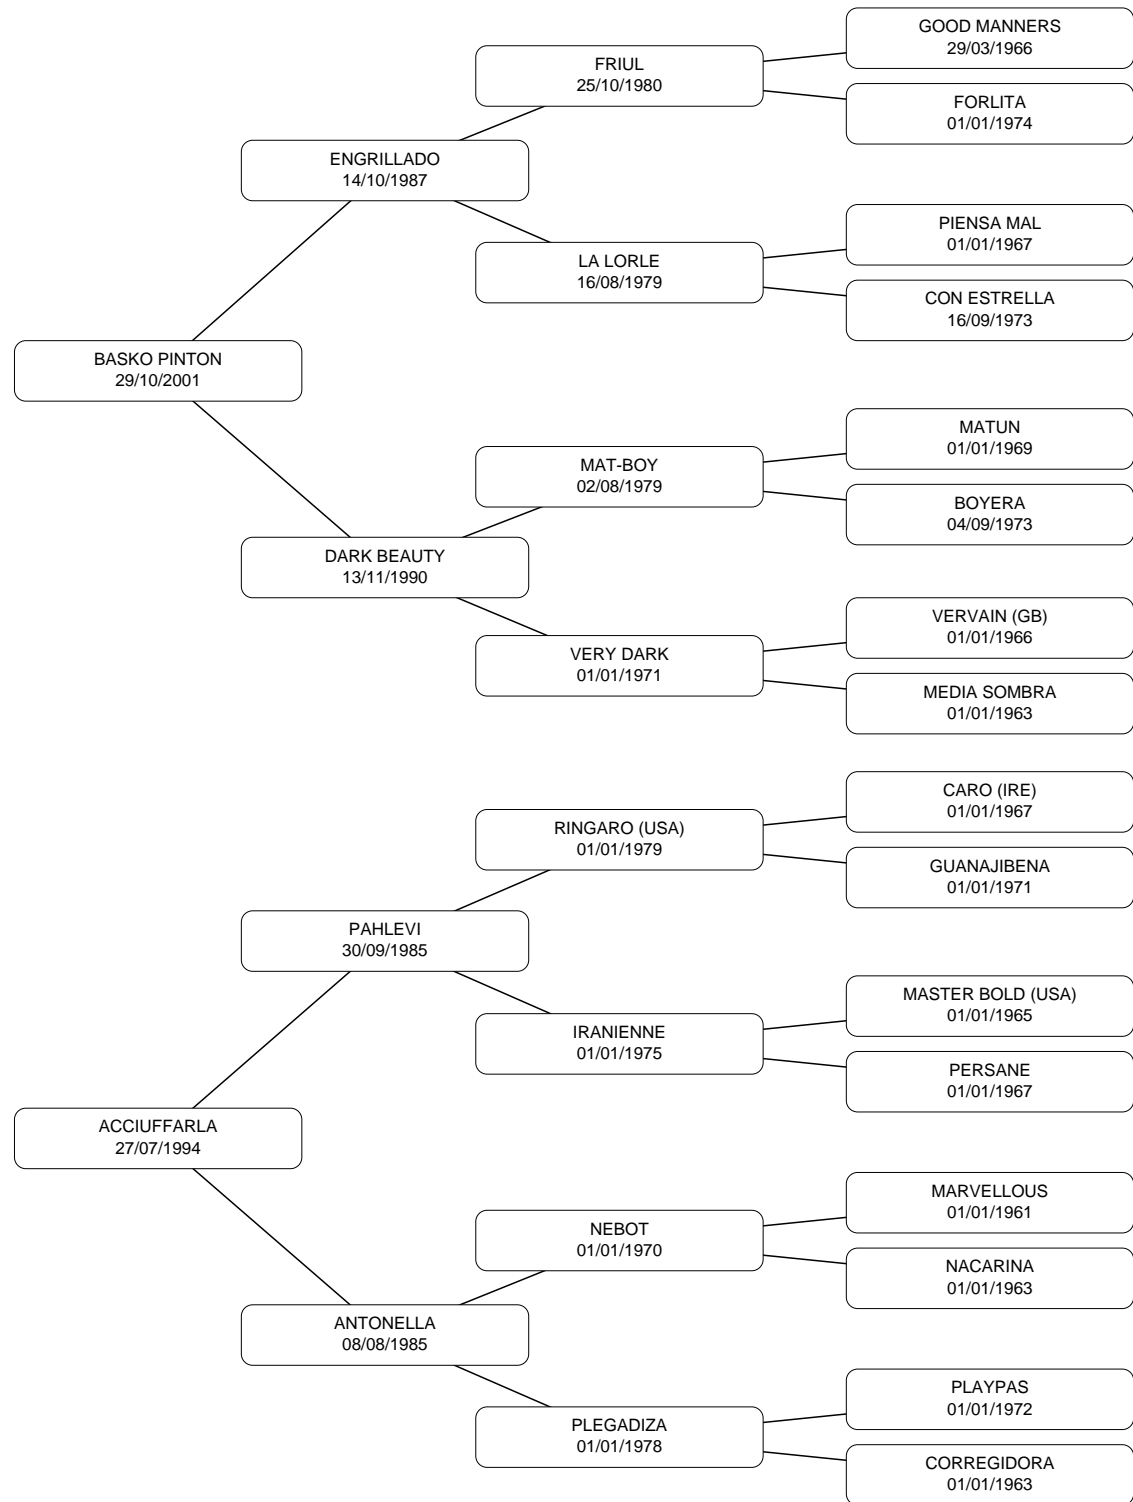 GOOD MANNERS
29/03/1966
FRIUL
25/10/1980
FORLITA
01/01/1974
ENGRILLADO
14/10/1987
PIENSA MAL
01/01/1967
LA LORLE
16/08/1979
CON ESTRELLA
16/09/1973
BASKO PINTON
29/10/2001
MATUN
01/01/1969
MAT-BOY
02/08/1979
BOYERA
04/09/1973
DARK BEAUTY
13/11/1990
VERVAIN (GB)
01/01/1966
VERY DARK
01/01/1971
MEDIA SOMBRA
01/01/1963
CARO (IRE)
01/01/1967
RINGARO (USA)
01/01/1979
GUANAJIBENA
01/01/1971
PAHLEVI
30/09/1985
MASTER BOLD (USA)
01/01/1965
IRANIENNE
01/01/1975
PERSANE
01/01/1967
ACCIUFFARLA
27/07/1994
MARVELLOUS
01/01/1961
NEBOT
01/01/1970
NACARINA
01/01/1963
ANTONELLA
08/08/1985
PLAYPAS
01/01/1972
PLEGADIZA
01/01/1978
CORREGIDORA
01/01/1963